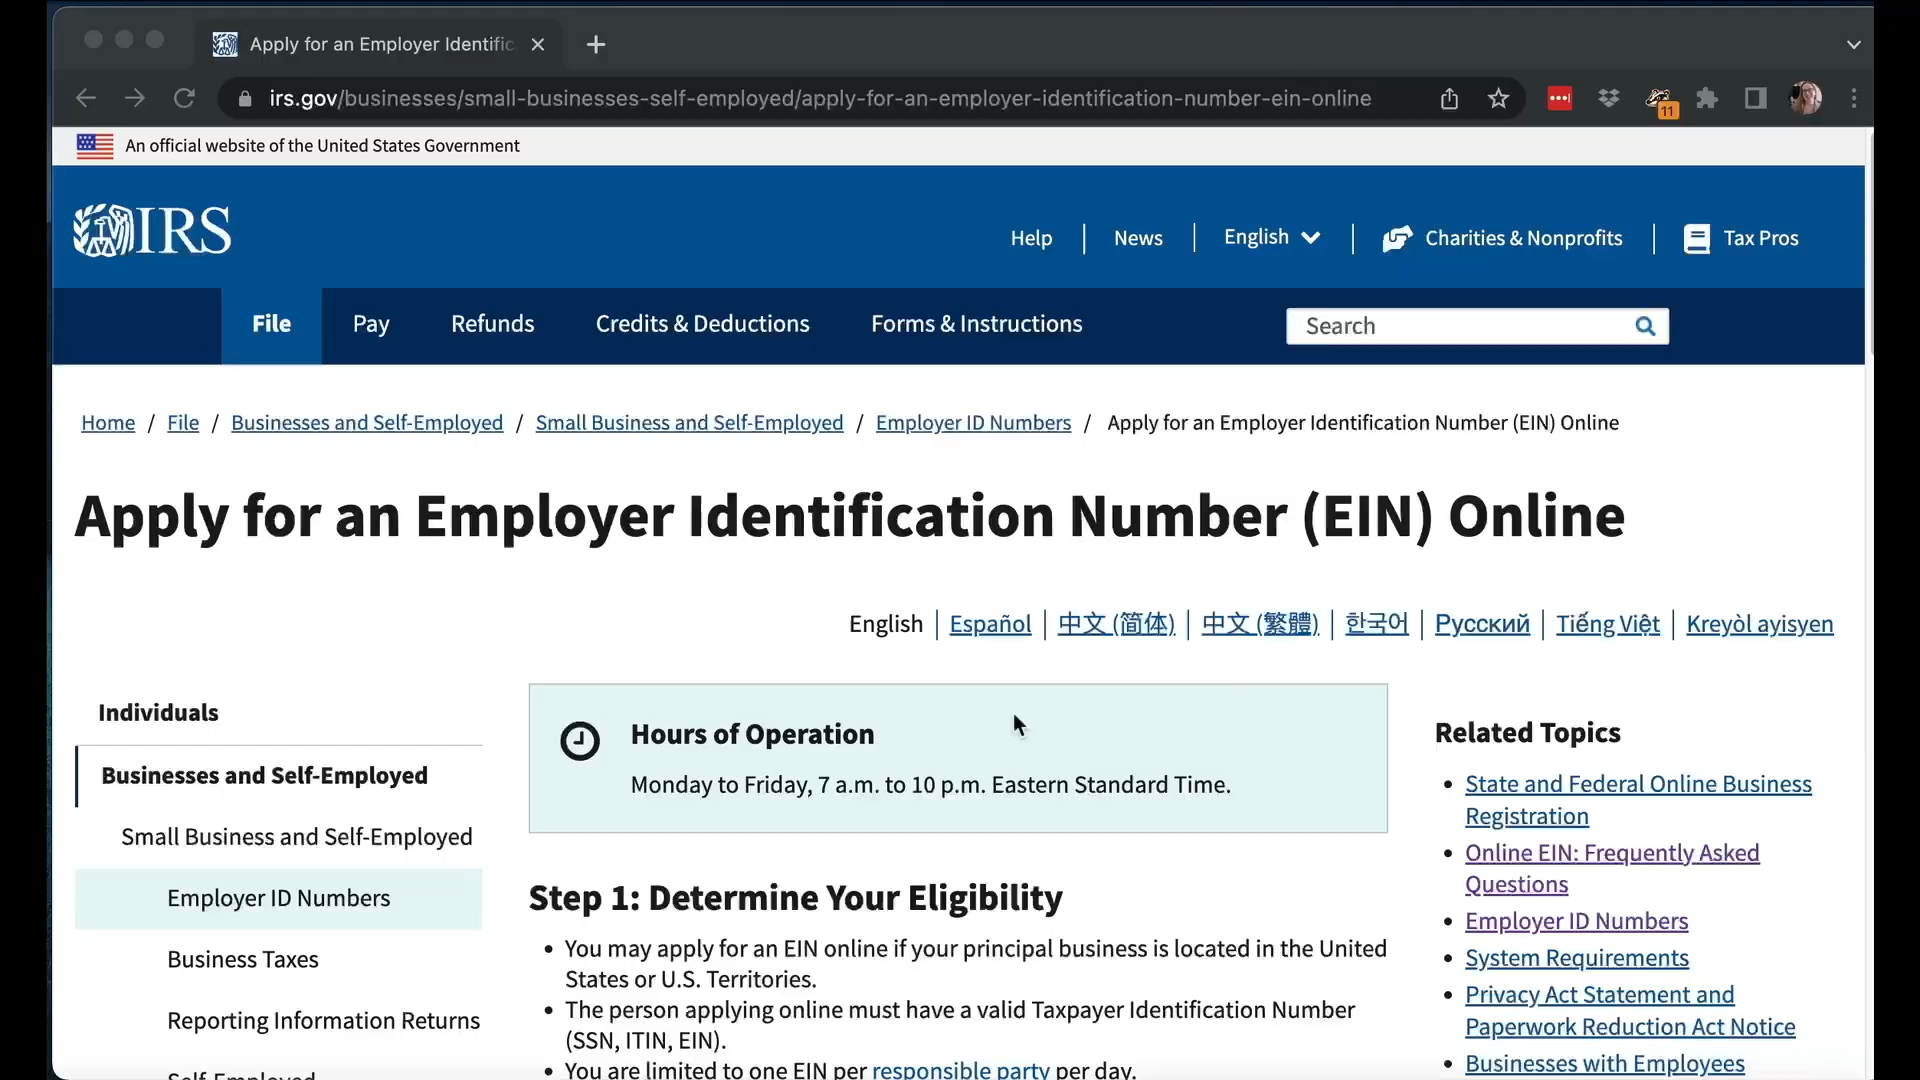 Apply for an Employer Identific
irs.gov/businesses/small-businesses-self-employed/apply-for-an-employer-identification-number-ein-online
11
An official website of the United States Government
IRS
Help
News
English
Charities & Nonprofits
Tax Pros
File
Pay
Refunds
Credits & Deductions
Forms & Instructions
Search
Home / File / Businesses and Self-Employed / Small Business and Self-Employed / Employer ID Numbers / Apply for an Employer Identification Number (EIN) Online
Apply for an Employer Identification Number (EIN) Online
English | Español | 中文 (简体) | 中文 (繁體) | 한국어 | Русский | Tiếng Việt | Kreyòl ayisyen
Individuals
Businesses and Self-Employed
Small Business and Self-Employed
Employer ID Numbers
Business Taxes
Reporting Information Returns
Self-Employed
Hours of Operation
Monday to Friday, 7 a.m. to 10 p.m. Eastern Standard Time.
Step 1: Determine Your Eligibility
• You may apply for an EIN online if your principal business is located in the United
States or U.S. Territories.
• The person applying online must have a valid Taxpayer Identification Number
(SSN, ITIN, EIN).
• You are limited to one EIN per responsible party per day.
Related Topics
• State and Federal Online Business
Registration
• Online EIN: Frequently Asked
Questions
• Employer ID Numbers
• System Requirements
• Privacy Act Statement and
Paperwork Reduction Act Notice
• Businesses with Employees